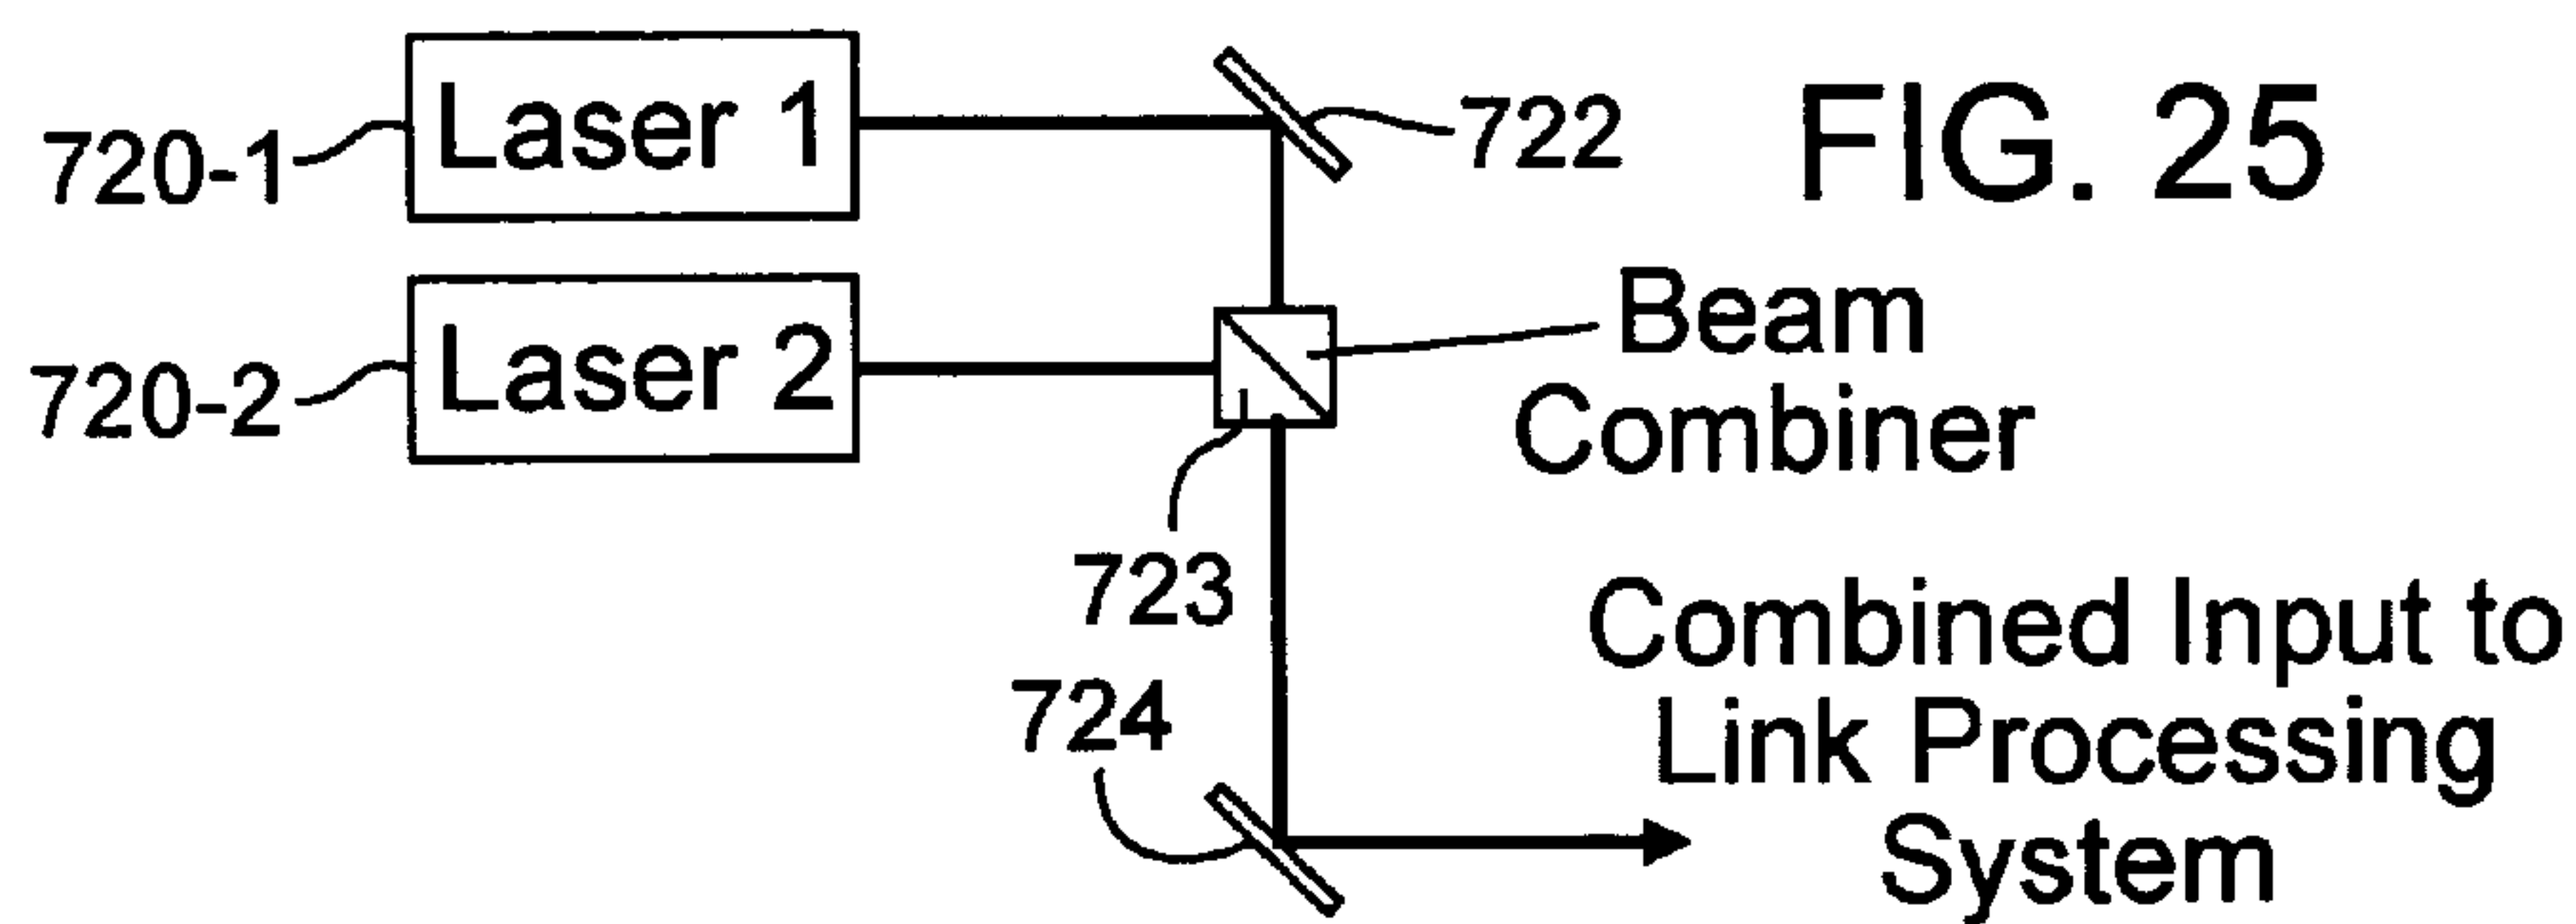 Laser 1
720-1
722
FIG. 25
Laser 2
720-2
Beam
Combiner
723
724
Combined Input to
Link Processing
System